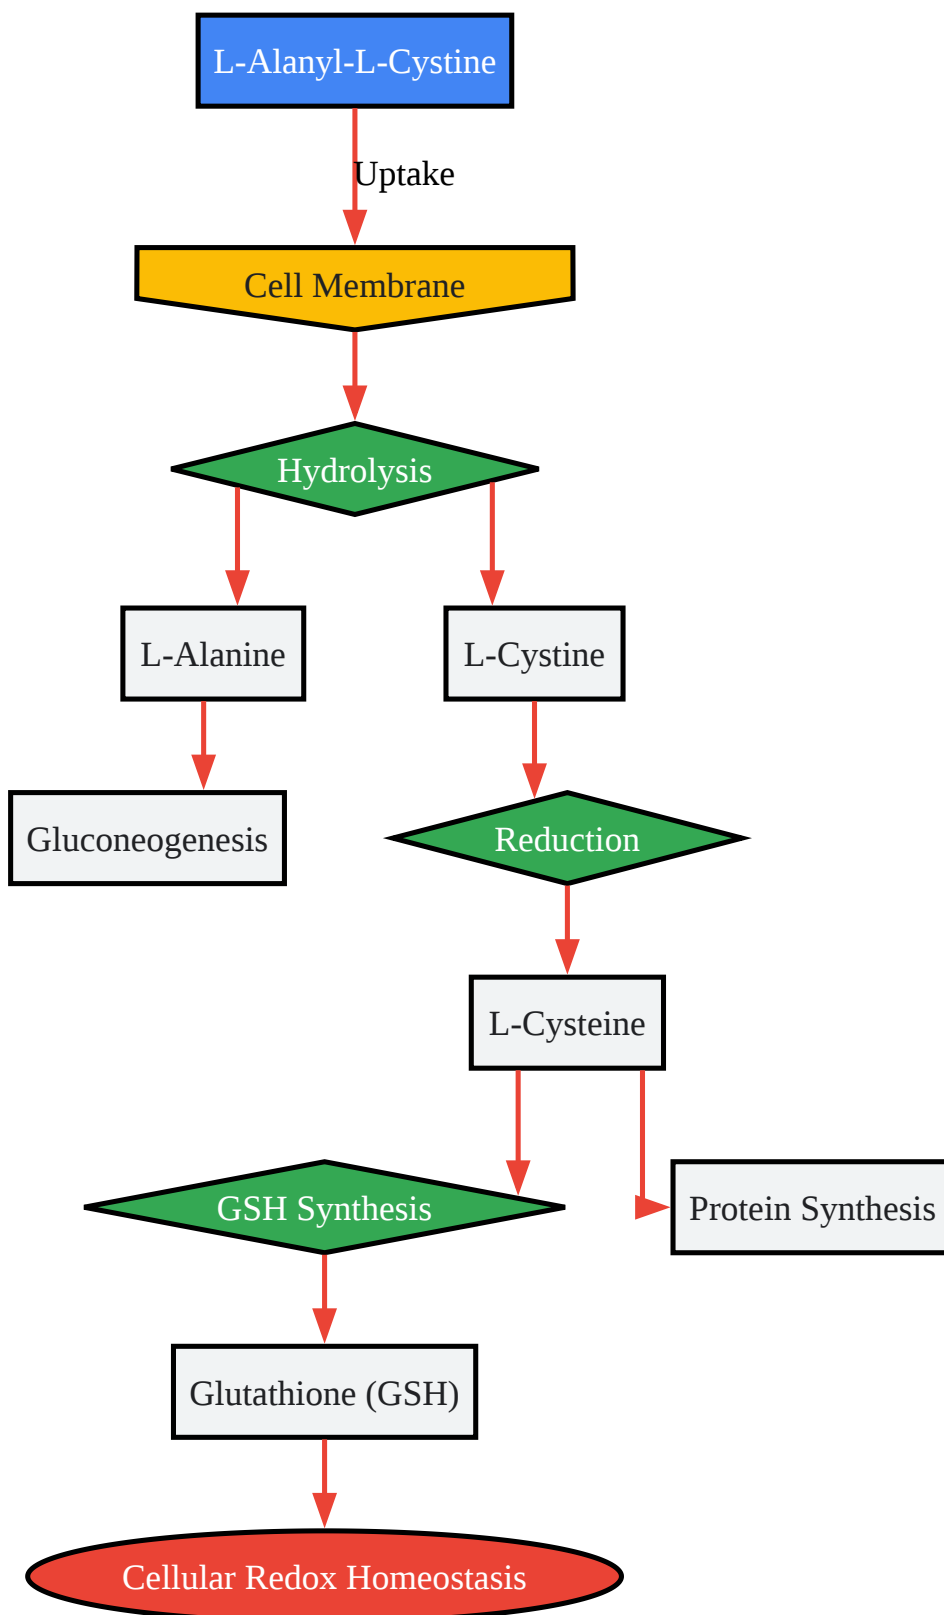 L-Alanyl-L-Cystine
Uptake
Cell Membrane
Hydrolysis
L-Alanine
L-Cystine
Gluconeogenesis
Reduction
L-Cysteine
GSH Synthesis
Protein Synthesis
Glutathione (GSH)
Cellular Redox Homeostasis